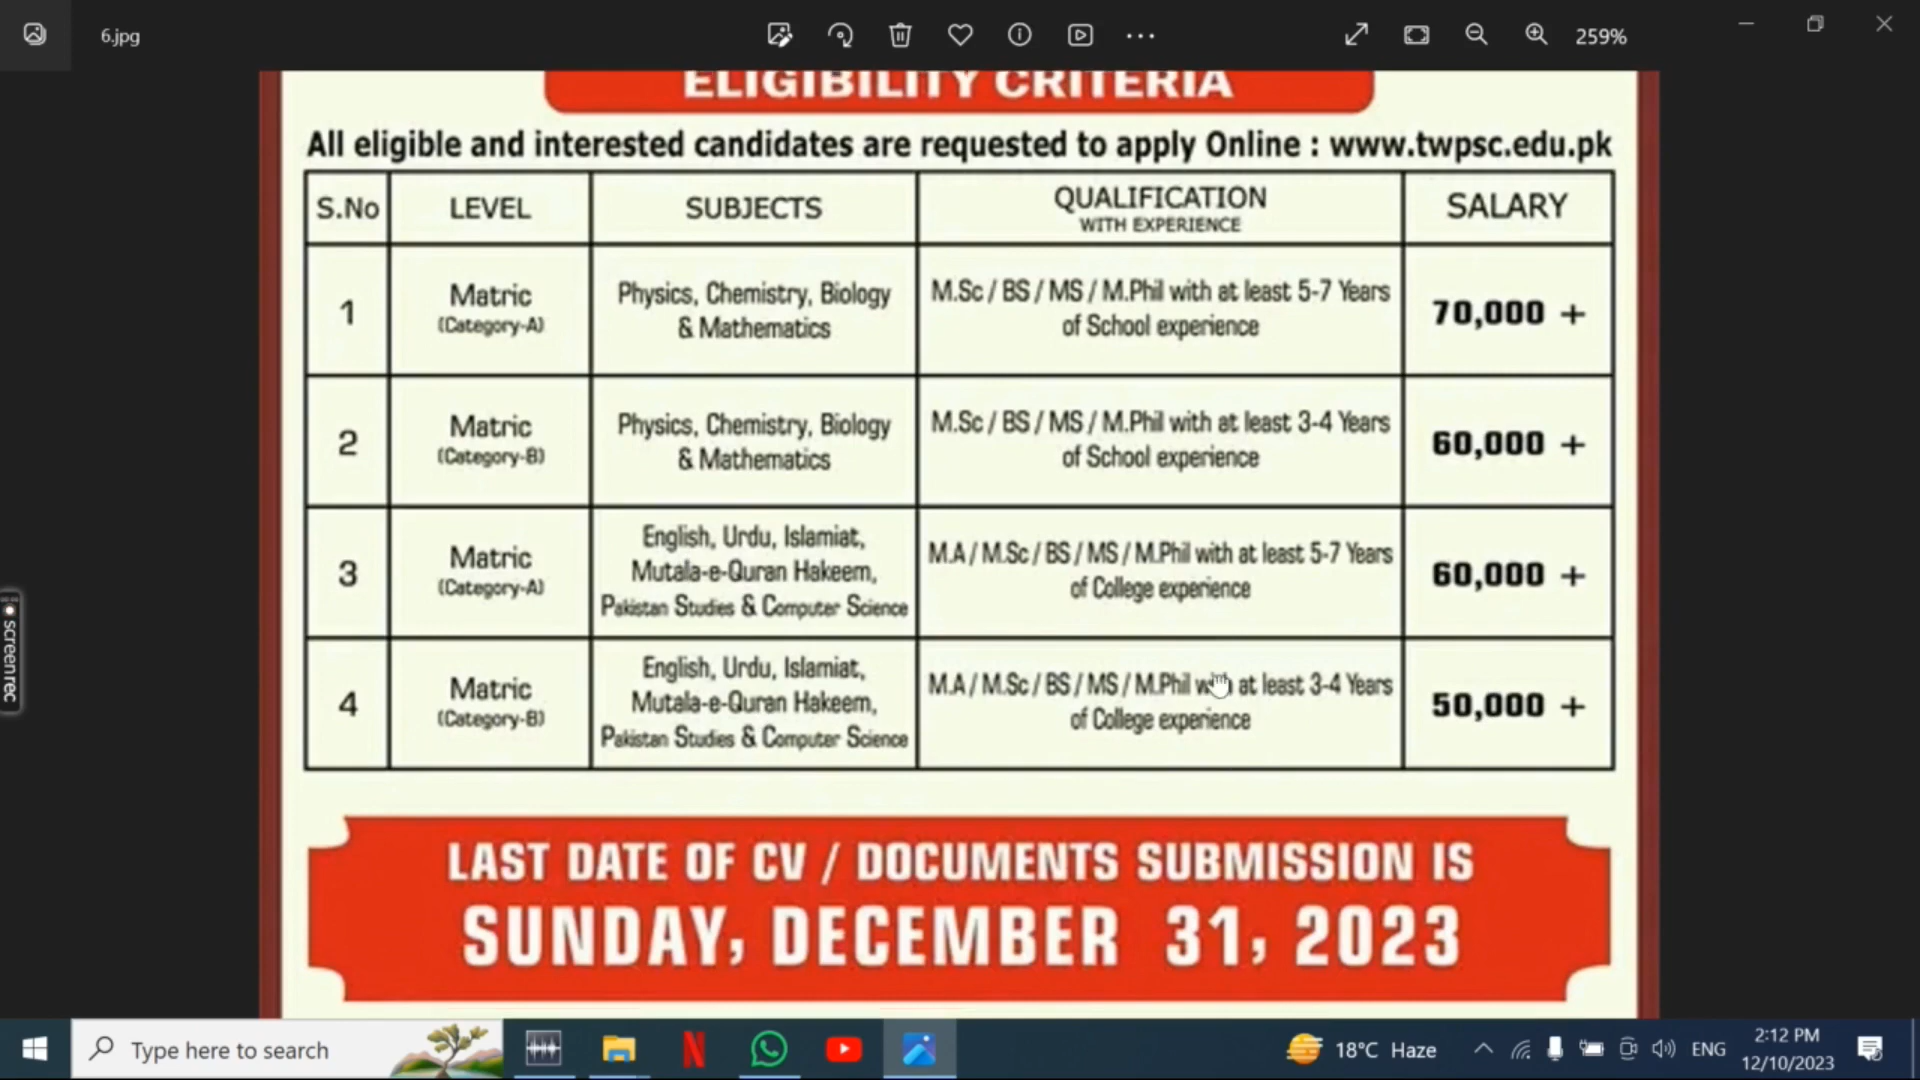 6.jpg
259%
ELIGIBILITY CRITERIA
All eligible and interested candidates are requested to apply Online : www.twpsc.edu.pk
S.No LEVEL SUBJECTS QUALIFICATION WITH EXPERIENCE SALARY
1
Matric
(Category-A)
Physics, Chemistry, Biology
& Mathematics
M.Sc / BS / MS / M.Phil with at least 5-7 Years
of School experience
70,000 +
2
Matric
(Category-B)
Physics, Chemistry, Biology
& Mathematics
M.Sc / BS / MS / M.Phil with at least 3-4 Years
of School experience
60,000 +
3
Matric
(Category-A)
English, Urdu, Islamiat,
Mutala-e-Quran Hakeem,
Pakistan Studies & Computer Science
M.A / M.Sc / BS / MS / M.Phil with at least 5-7 Years
of College experience
60,000 +
4
Matric
(Category-B)
English, Urdu, Islamiat,
Mutala-e-Quran Hakeem,
Pakistan Studies & Computer Science
M.A / M.Sc / BS / MS / M.Phil with at least 3-4 Years
of College experience
50,000 +
LAST DATE OF CV / DOCUMENTS SUBMISSION IS
SUNDAY, DECEMBER 31, 2023
screenrec
Type here to search
18°C Haze
ENG
2:12 PM
12/10/2023